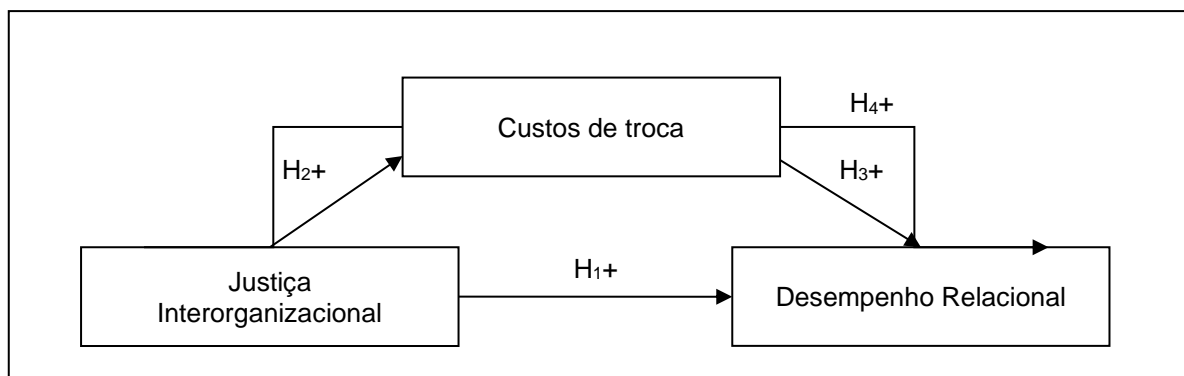 Custos de troca
H4+
H2+
H3+
Justiça
Interorganizacional
H1+
Desempenho Relacional